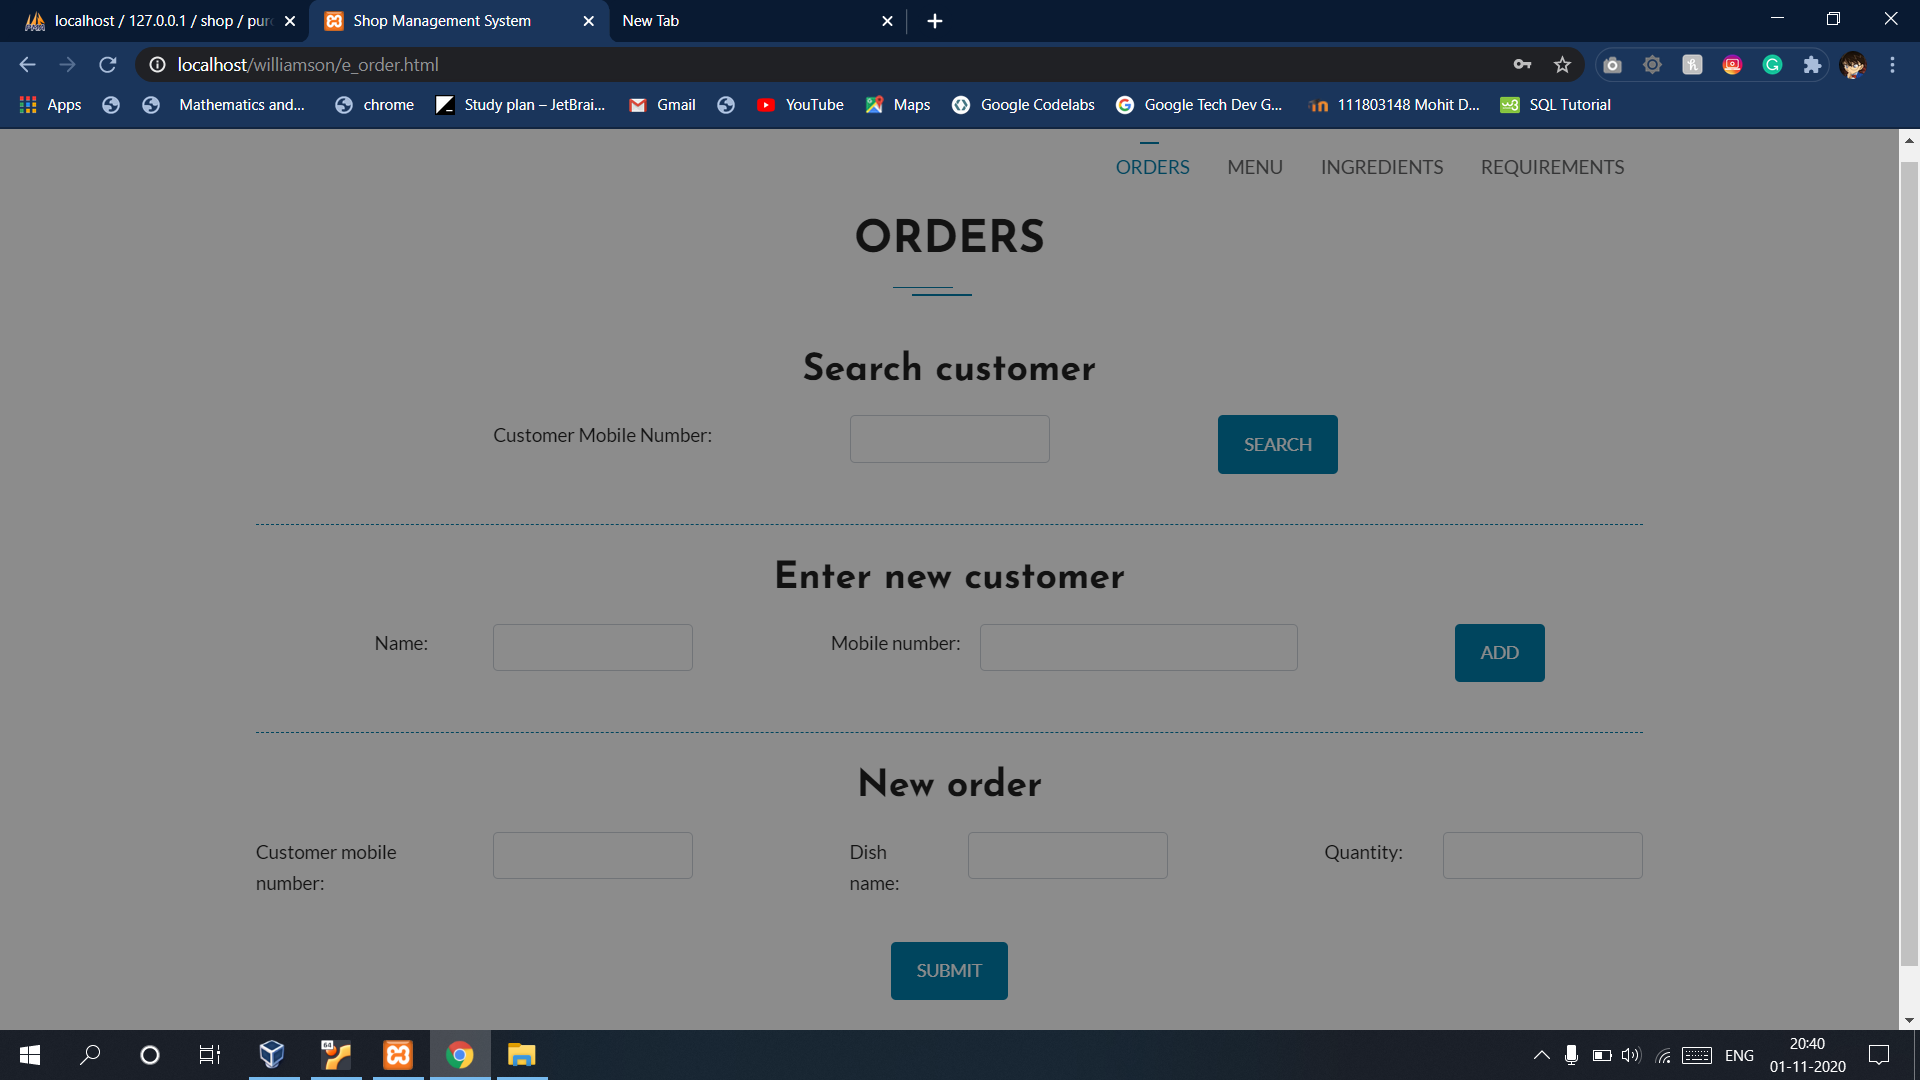 localhost / 127.0.0.1 / shop / pur
Shop Management System
New Tab
localhost/williamson/e_order.html
Apps
Mathematics and...
chrome
Study plan – JetBrai...
Gmail
YouTube
Maps
Google Codelabs
Google Tech Dev G...
111803148 Mohit D...
SQL Tutorial
ORDERS MENU INGREDIENTS REQUIREMENTS
ORDERS
Search customer
Customer Mobile Number:
SEARCH
Enter new customer
Name:
Mobile number:
ADD
New order
Customer mobile
number:
Dish
name:
Quantity:
SUBMIT
64
ENG
20:40
01-11-2020